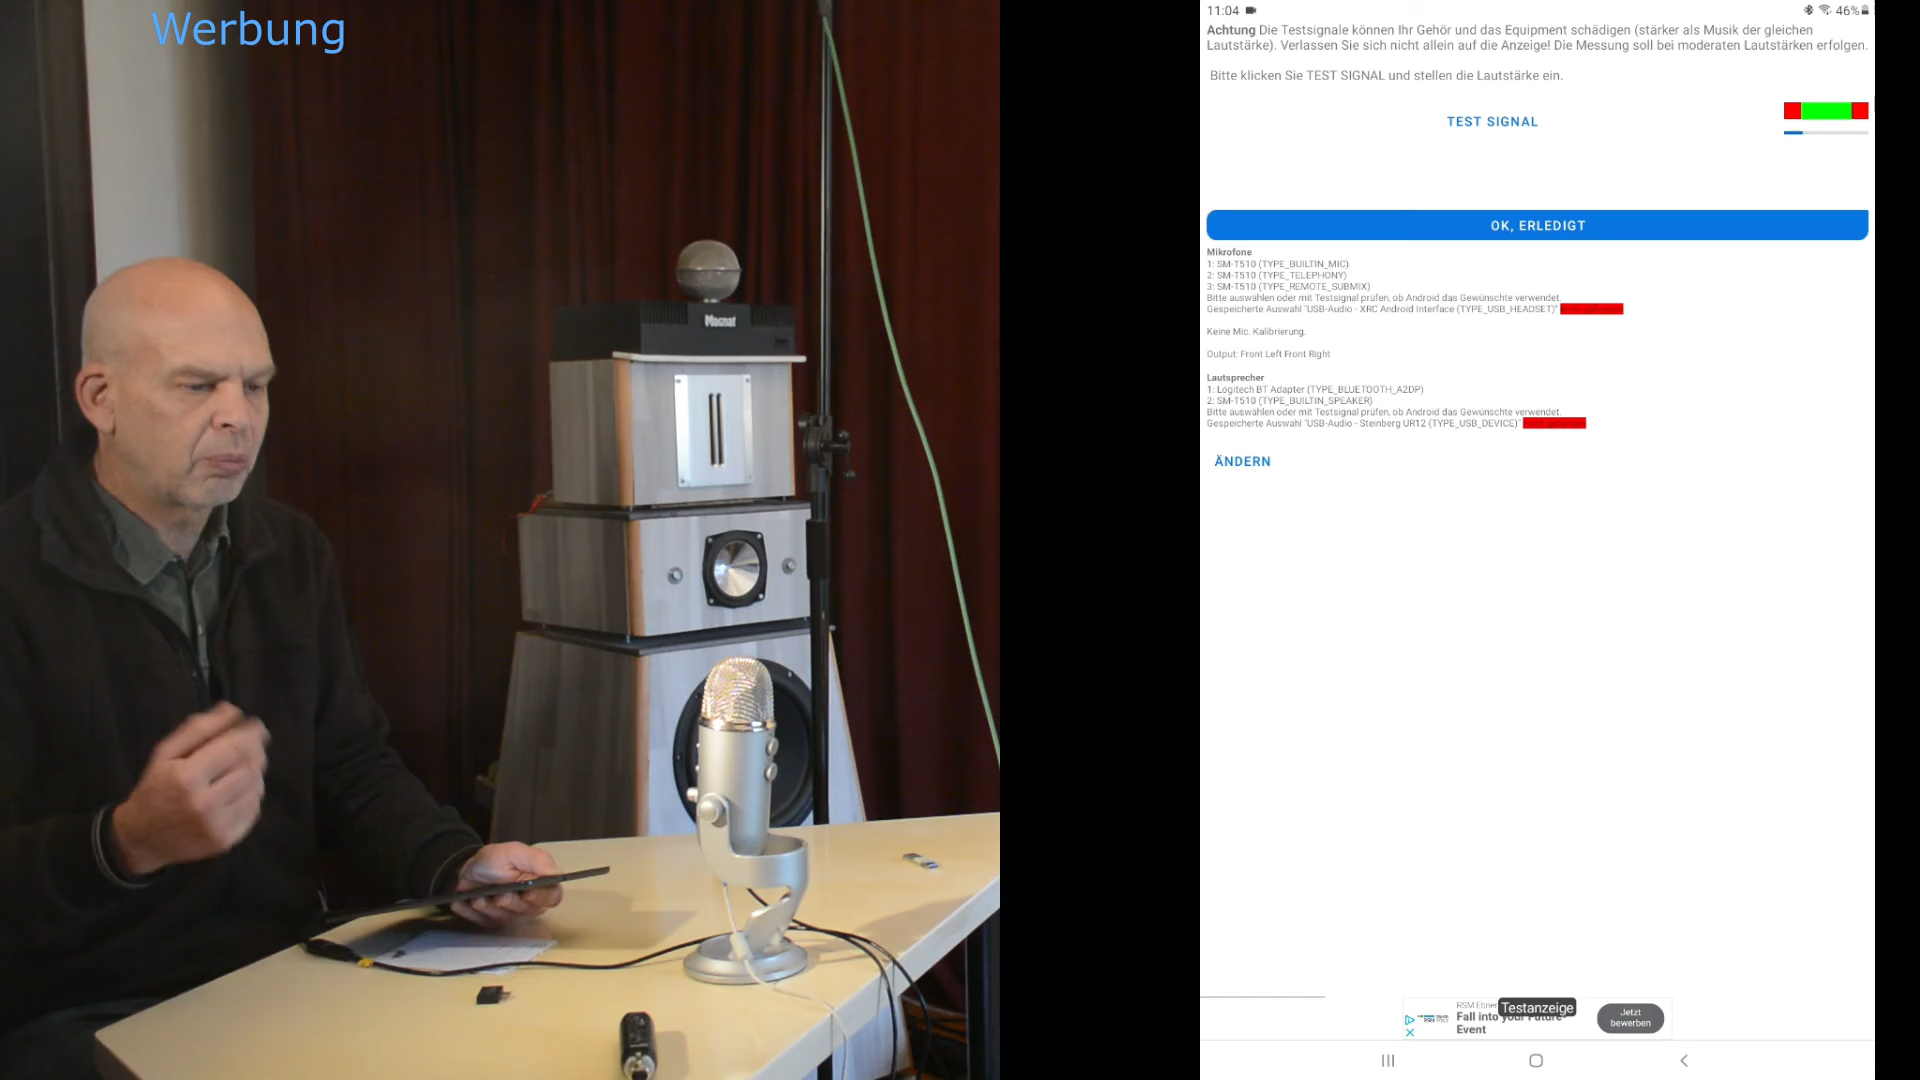 Werbung
Magnat
11:04
46%
Achtung Die Testsignale können Ihr Gehör und das Equipment schädigen (stärker als Musik der gleichen
Lautstärke). Verlassen Sie sich nicht allein auf die Anzeige! Die Messung soll bei moderaten Lautstärken erfolgen.
Bitte klicken Sie TEST SIGNAL und stellen die Lautstärke ein.
TEST SIGNAL
OK, ERLEDIGT
Mikrofone
1: SM-T510 (TYPE_BUILTIN_MIC)
2: SM-T510 (TYPE_TELEPHONY)
3: SM-T510 (TYPE_REMOTE_SUBMIX)
Bitte auswählen oder mit Testsignal prüfen, ob Android das Gewünschte verwendet.
Gespeicherte Auswahl "USB-Audio - XRC Android Interface (TYPE_USB_HEADSET)"
Keine Mic. Kalibrierung.
Output: Front Left Front Right
Lautsprecher
1: Logitech BT Adapter (TYPE_BLUETOOTH_A2DP)
2: SM-T510 (TYPE_BUILTIN_SPEAKER)
Bitte auswählen oder mit Testsignal prüfen, ob Android das Gewünschte verwendet.
Gespeicherte Auswahl "USB-Audio - Steinberg UR12 (TYPE_USB_DEVICE)"
ÄNDERN
RSM Ebner
Testanzeige
Fall into your Future-
Event
Jetzt
bewerben